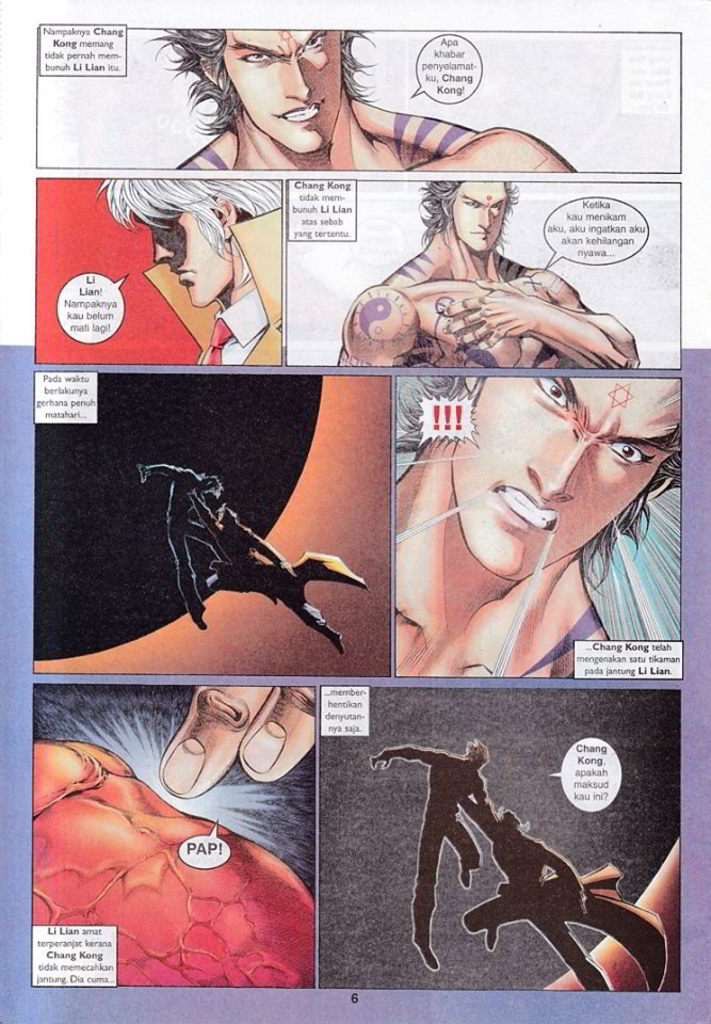 Nampaknya Chang
Kong memang
tidak pernah mem-
bunuh Li Lian itu.
Apa
khabar
penyelamat-
ku, Chang
Kong!
Li
Lian!
Nampaknya
kau belum
mati lagi!
Chang Kong
tidak mem-
bunuh Li Lian
atas sebab
yang tertentu.
Ketika
kau menikam
aku, aku ingatkan aku
akan kehilangan
nyawa...
Pada waktu
berlakunya
gerhana penuh
matahari...
!!!
...Chang Kong telah
mengenakan satu tikaman
pada jantung Li Lian.
PAP!
Li Lian amat
terperanjat kerana
Chang Kong
tidak memecahkan
jantung. Dia cuma...
...member-
hentikan
denyutan-
nya saja.
Chang
Kong,
apakah
maksud
kau ini?
6